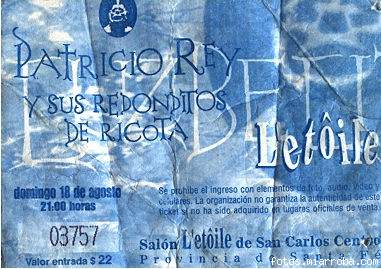 PATRICIO REY
Y SUS REDONDITOS
DE RICOTA
L'etôile
domingo 18 de agosto
21:00 horas
Se prohibe el ingreso con elementos de foto, audio, video y
celulares. La organización no garantiza la autenticidad de este
ticket si no ha sido adquirido en lugares oficiales de venta.
03757
Valor entrada $ 22
Salón L'etôile de San Carlos Centro
Provincia de
fotos.miarroba.com